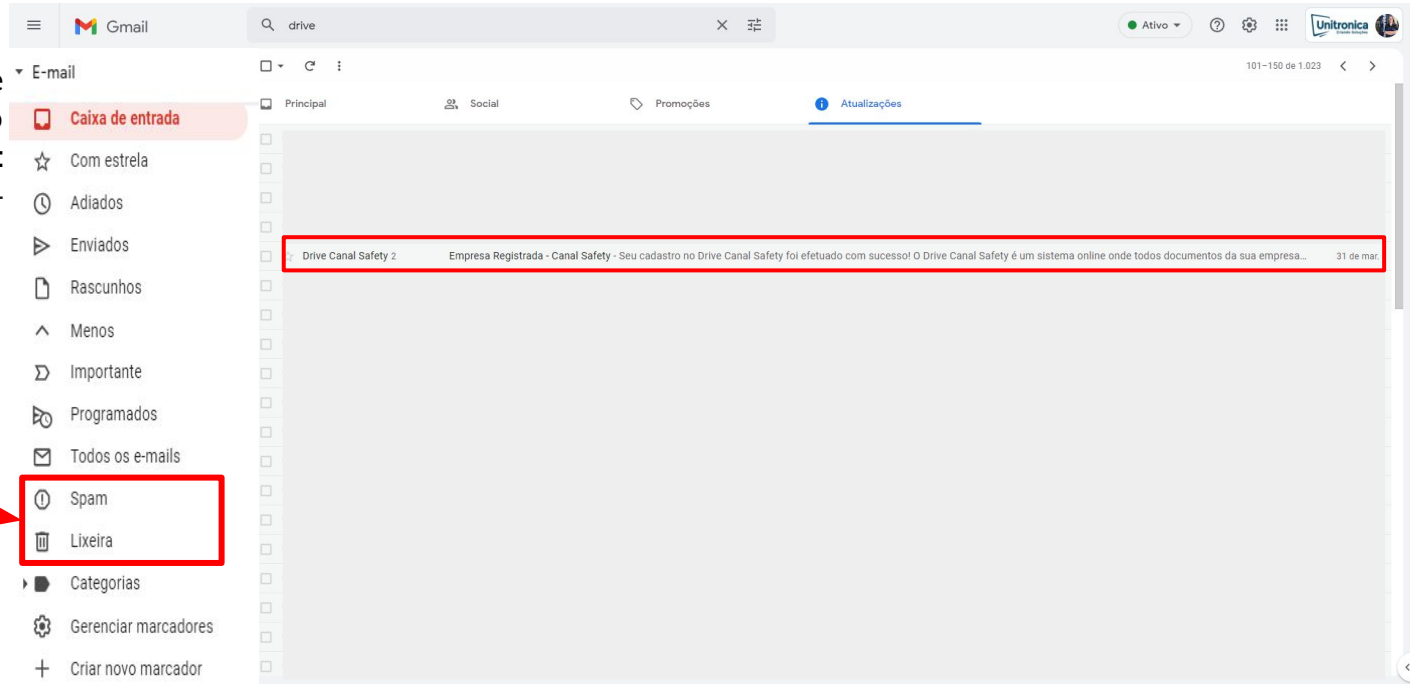 Gmail
drive
Ativo
Unitronica
E-mail
101–150 de 1.023
Principal
Social
Promoções
Atualizações
Caixa de entrada
Com estrela
Adiados
Enviados
Drive Canal Safety 2 Empresa Registrada - Canal Safety - Seu cadastro no Drive Canal Safety foi efetuado com sucesso! O Drive Canal Safety é um sistema online onde todos documentos da sua empresa... 31 de mar.
Rascunhos
Menos
Importante
Programados
Todos os e-mails
Spam
Lixeira
Categorias
Gerenciar marcadores
Criar novo marcador